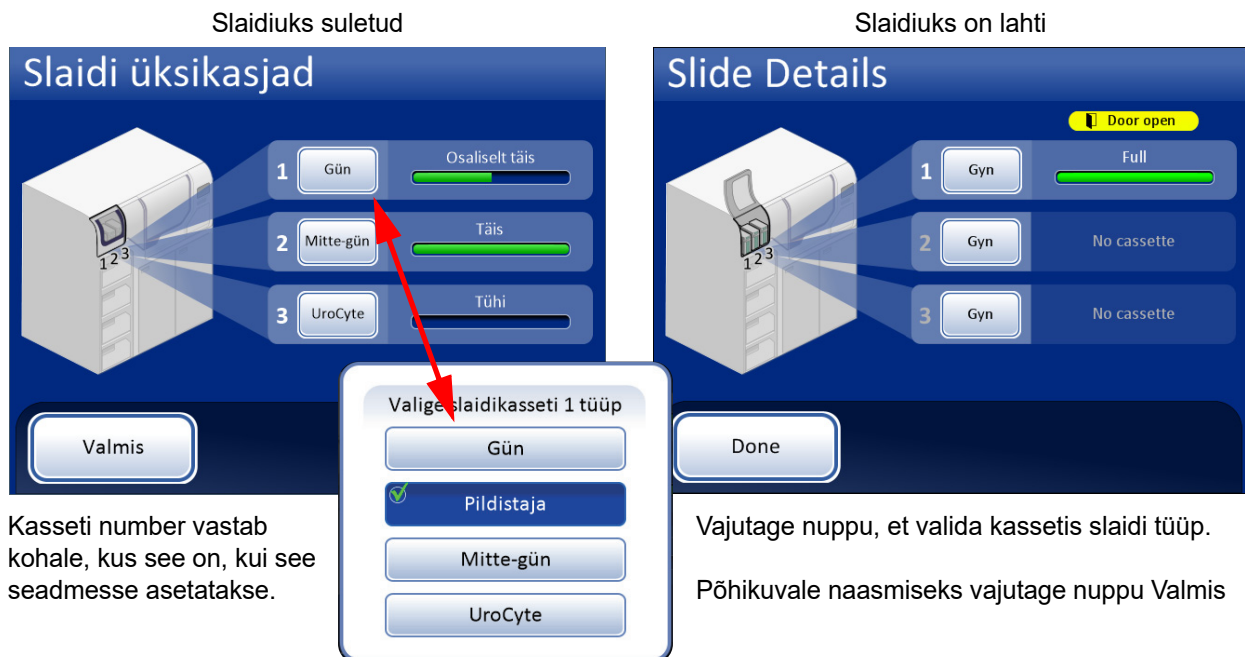 Slaidiuks suletud
Slaidi üksikasjad
1 Gün Osaliselt täis
2 Mitte-gün Täis
3 UroCyte Tühi
1 2 3
Valmis
Valige slaidikasseti 1 tüüp
Gün
Pildistaja
Mitte-gün
UroCyte
Kasseti number vastab
kohale, kus see on, kui see
seadmesse asetatakse.
Slaidiuks on lahti
Slide Details
Door open
1 Gyn Full
2 Gyn No cassette
3 Gyn No cassette
1 2 3
Done
Vajutage nuppu, et valida kassetis slaidi tüüp.
Põhikuvale naasmiseks vajutage nuppu Valmis